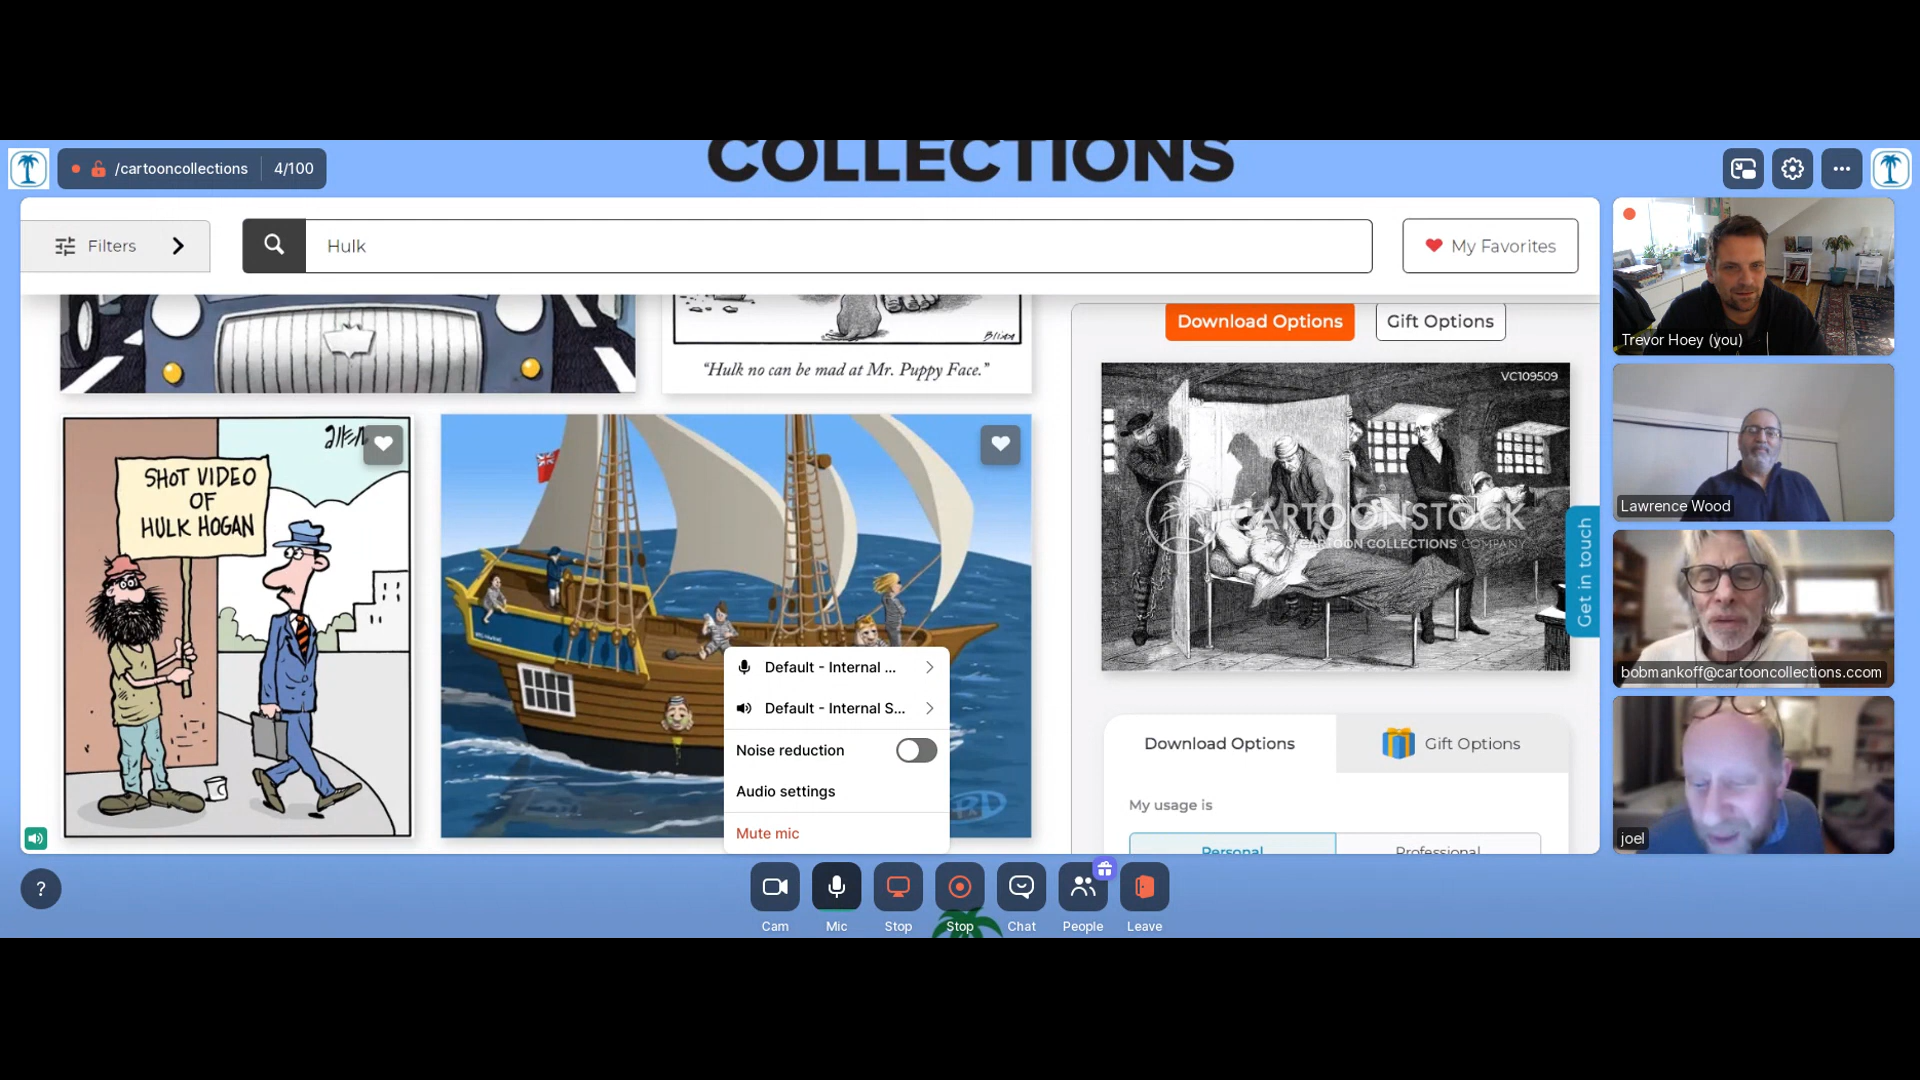 COLLECTIONS
/cartooncollections 4/100
Filters
Hulk
My Favorites
Bliss
"Hulk no can be mad at Mr. Puppy Face."
SHOT VIDEO
OF
HULK HOGAN
Download Options
Gift Options
VC109509
CARTOONSTOCK
CARTOON COLLECTIONS COMPANY
Get in touch
Download Options
Gift Options
My usage is
Personal
Professional
Default - Internal ...
Default - Internal S...
Noise reduction
Audio settings
Mute mic
Trevor Hoey (you)
Lawrence Wood
bobmankoff@cartooncollections.ccom
joel
?
Cam
Mic
Stop
Stop
Chat
People
Leave